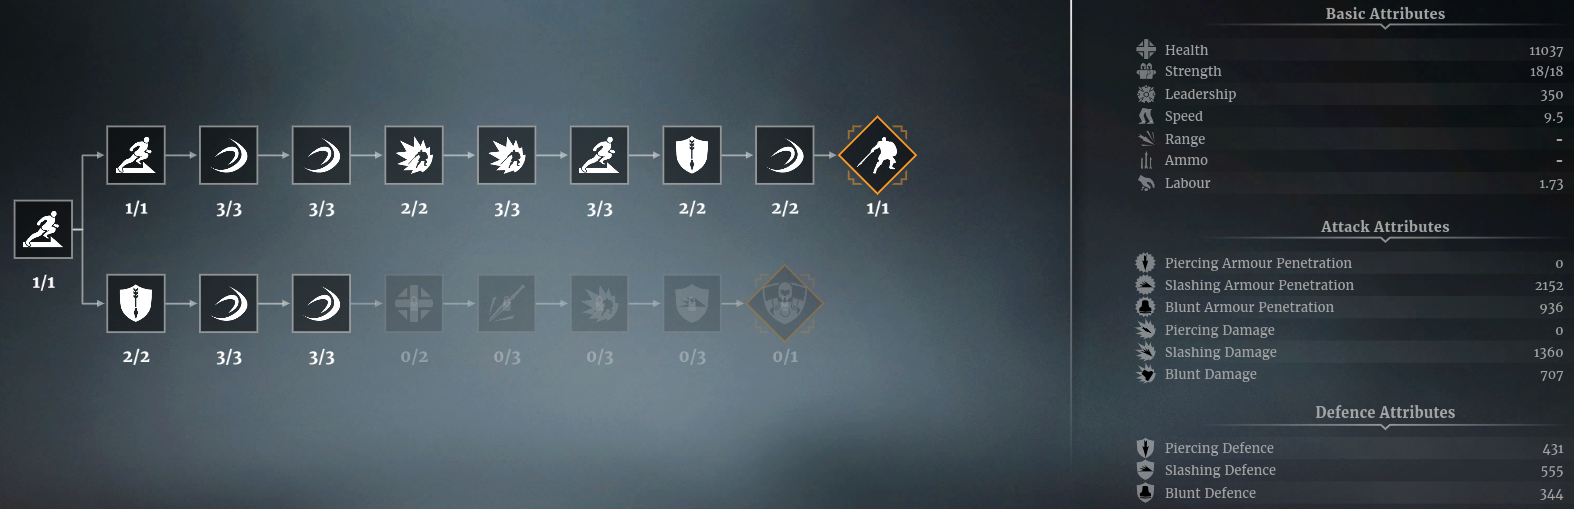 1/1
1/1 3/3 3/3 2/2 3/3 3/3 2/2 2/2 1/1
2/2 3/3 3/3 0/2 0/3 0/3 0/3 0/1
Basic Attributes
Health 11037
Strength 18/18
Leadership 350
Speed 9.5
Range -
Ammo -
Labour 1.73
Attack Attributes
Piercing Armour Penetration 0
Slashing Armour Penetration 2152
Blunt Armour Penetration 936
Piercing Damage 0
Slashing Damage 1360
Blunt Damage 707
Defence Attributes
Piercing Defence 431
Slashing Defence 555
Blunt Defence 344